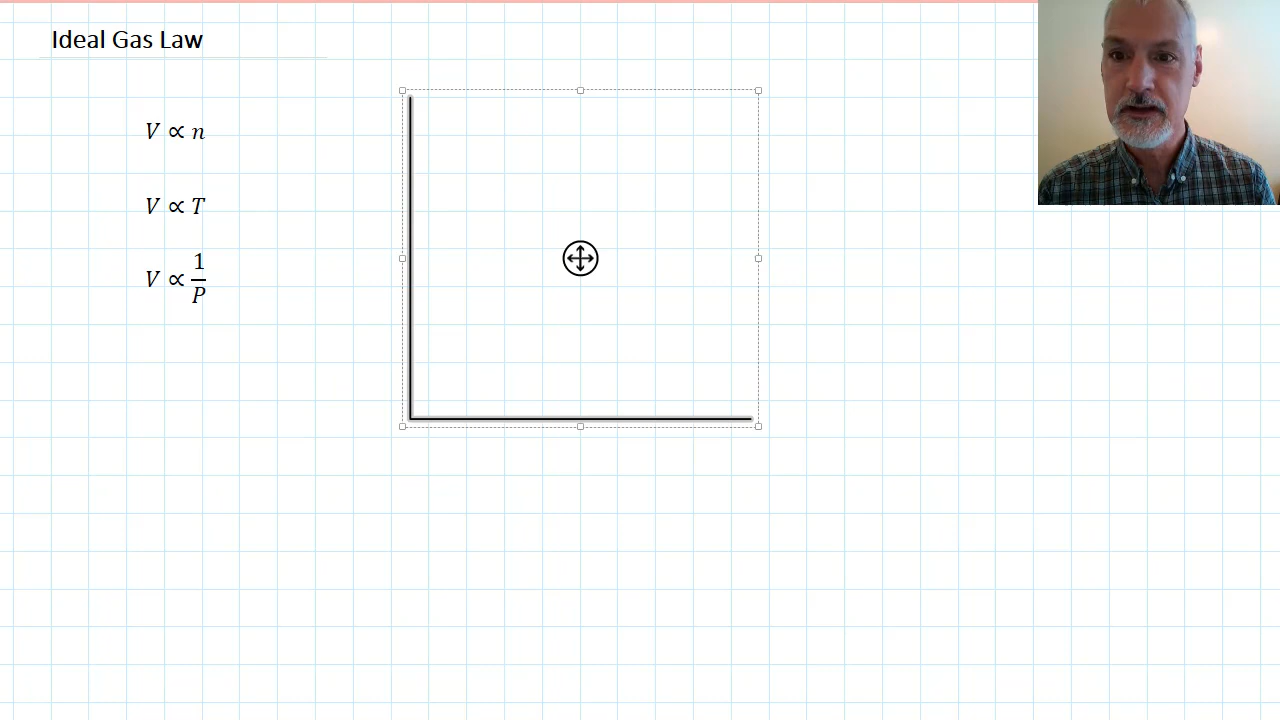 Ideal Gas Law
𝑉 ∝ 𝑛
𝑉 ∝ 𝑇
𝑉 ∝ 1/𝑃